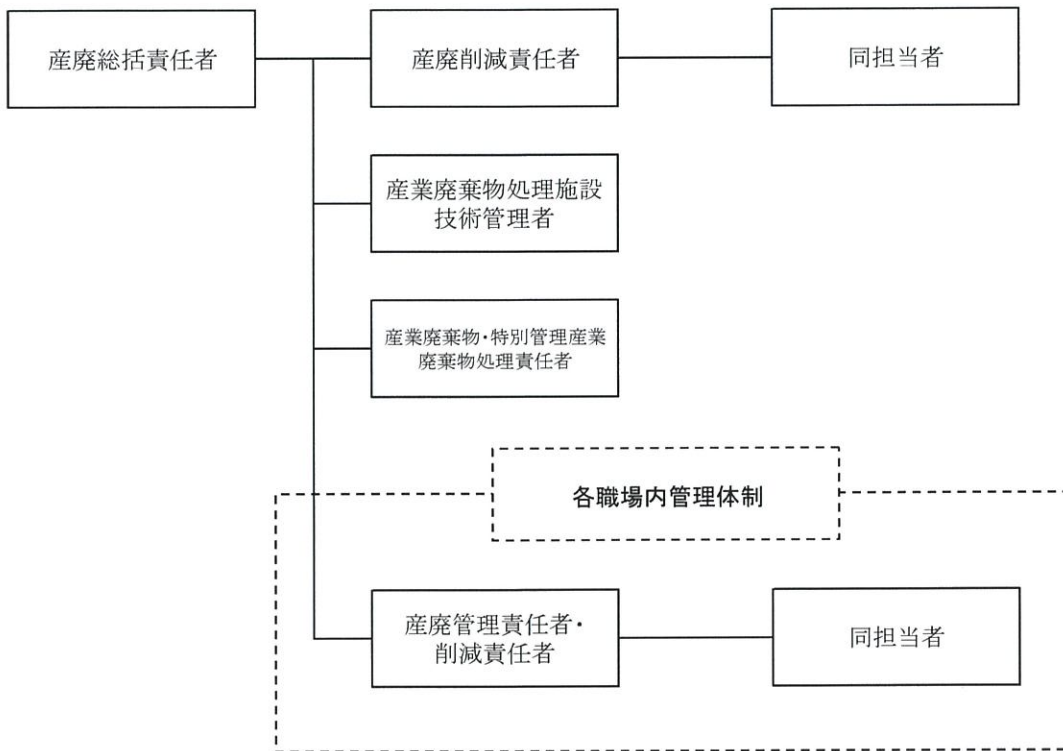 産廃総括責任者
産廃削減責任者
同担当者
産業廃棄物処理施設
技術管理者
産業廃棄物・特別管理産業
廃棄物処理責任者
各職場内管理体制
産廃管理責任者・
削減責任者
同担当者